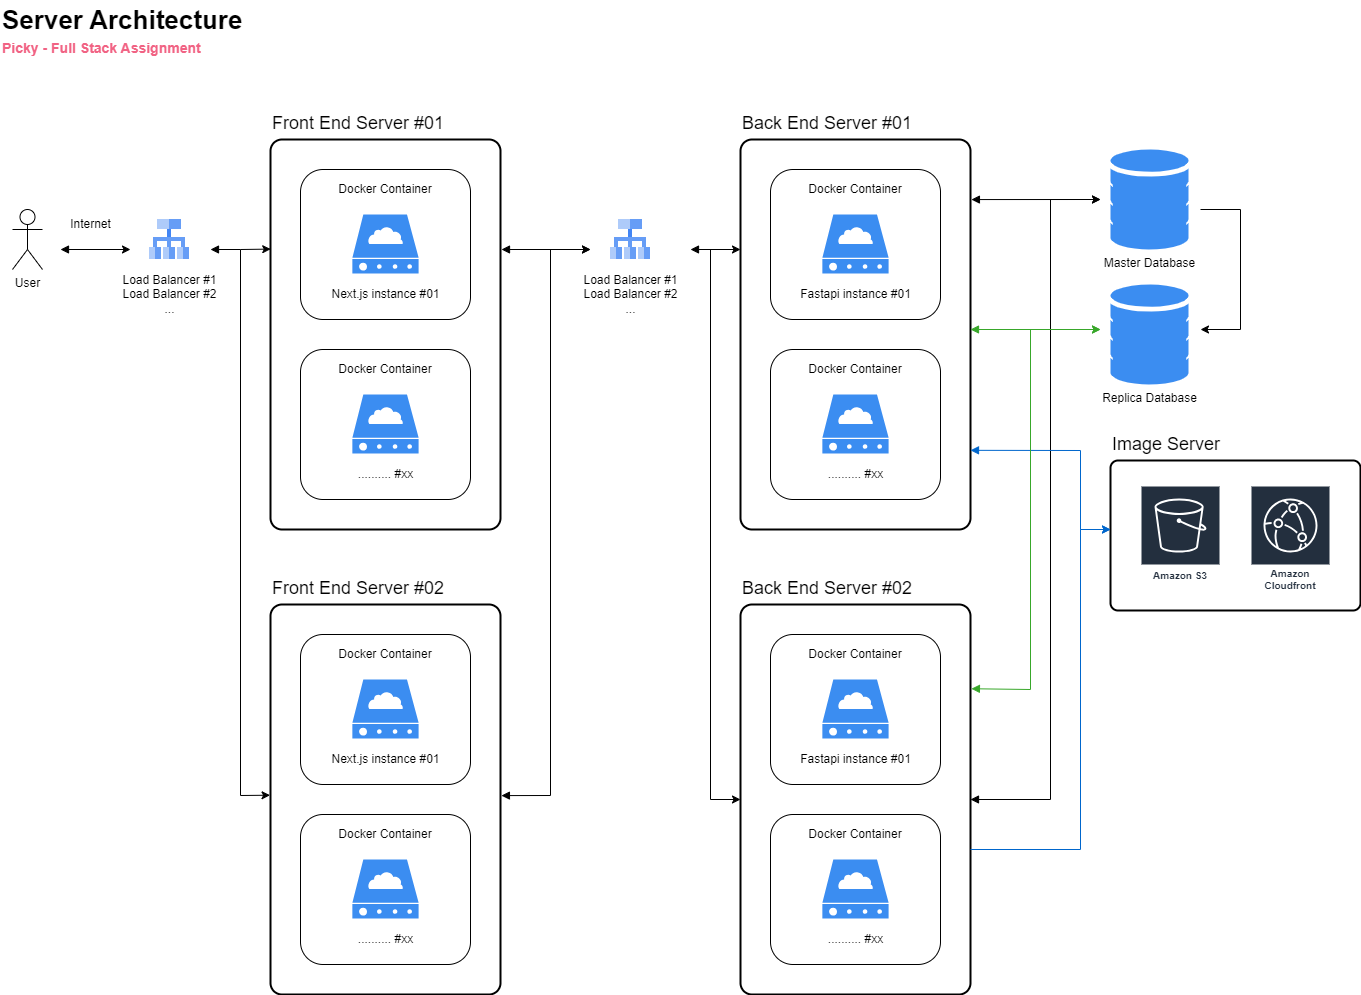 Server Architecture
Picky - Full Stack Assignment
Front End Server #01
Back End Server #01
Docker Container
Docker Container
Internet
User
Load Balancer #1
Load Balancer #2
...
Next.js instance #01
Load Balancer #1
Load Balancer #2
...
Fastapi instance #01
Master Database
Docker Container
Docker Container
Replica Database
.......... #xx
.......... #xx
Image Server
Amazon S3
Amazon
Cloudfront
Front End Server #02
Back End Server #02
Docker Container
Docker Container
Next.js instance #01
Fastapi instance #01
Docker Container
Docker Container
.......... #xx
.......... #xx